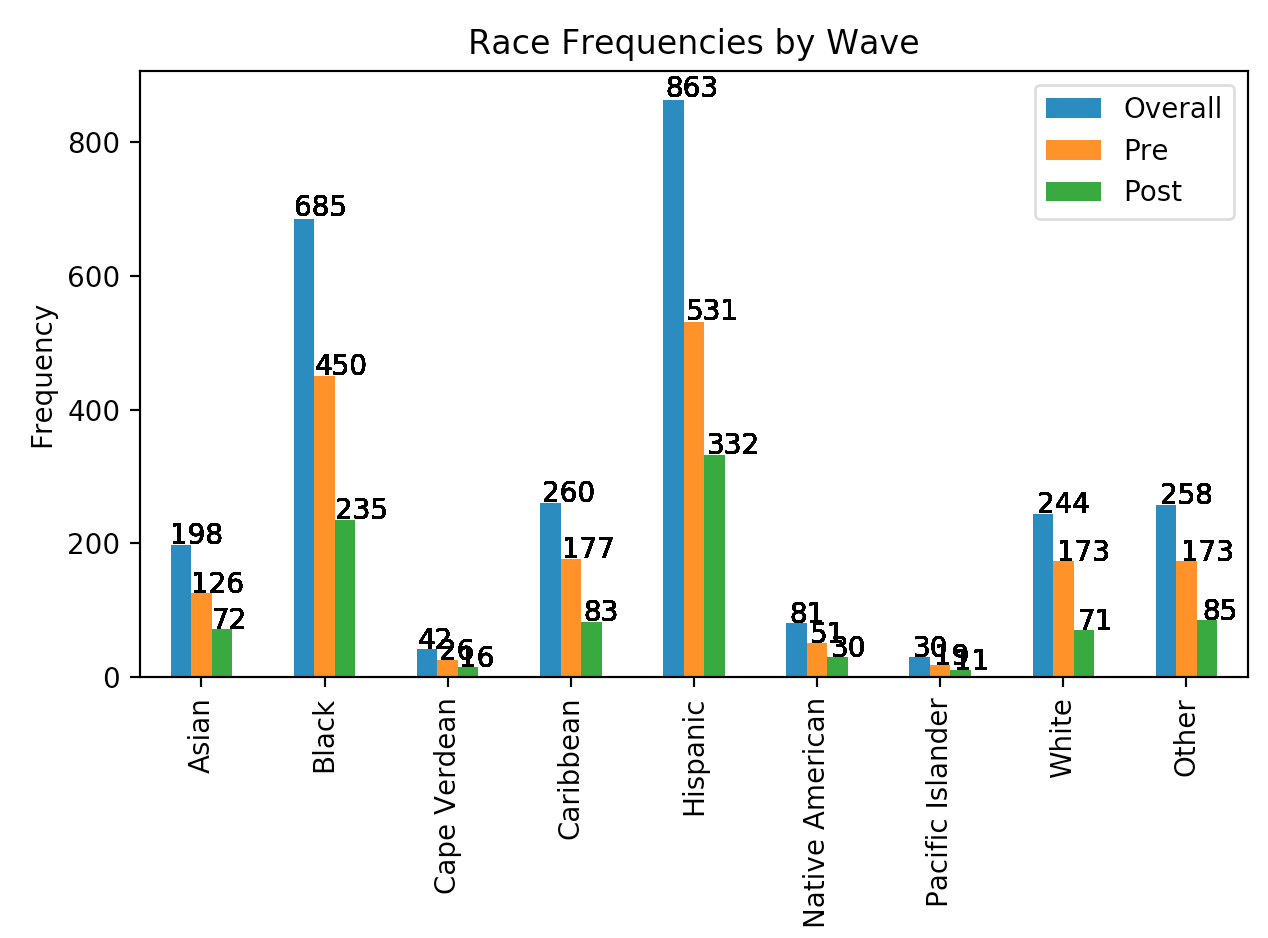 Race Frequencies by Wave
Frequency
800
600
400
200
0
Overall
Pre
Post
198
126
72
685
450
235
42
26
16
260
177
83
863
531
332
81
51
30
30
19
11
244
173
71
258
173
85
Asian
Black
Cape Verdean
Caribbean
Hispanic
Native American
Pacific Islander
White
Other